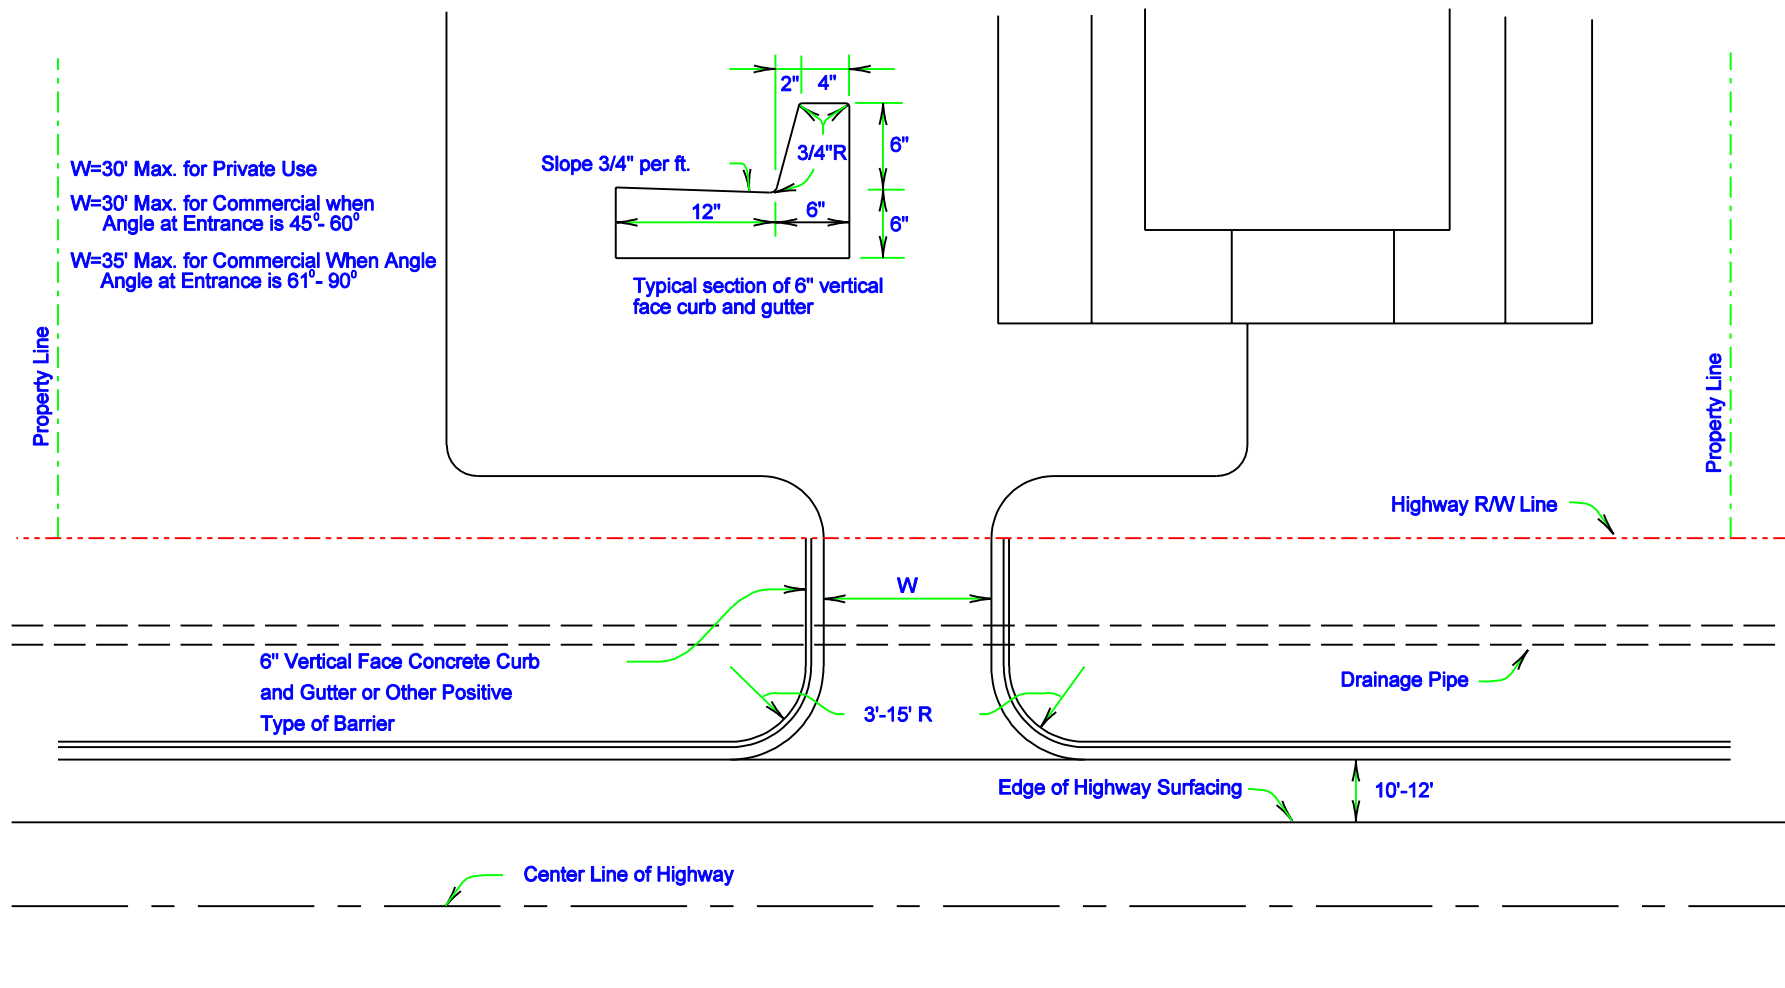 2" 4"
6"
3/4"R
Slope 3/4" per ft.
12" 6"
6"
Typical section of 6" vertical
face curb and gutter
W=30' Max. for Private Use
W=30' Max. for Commercial when
Angle at Entrance is 45°- 60°
W=35' Max. for Commercial When Angle
Angle at Entrance is 61°- 90°
Property Line
Property Line
Highway R/W Line
W
6" Vertical Face Concrete Curb
and Gutter or Other Positive
Type of Barrier
Drainage Pipe
3'-15' R
Edge of Highway Surfacing
10'-12'
Center Line of Highway